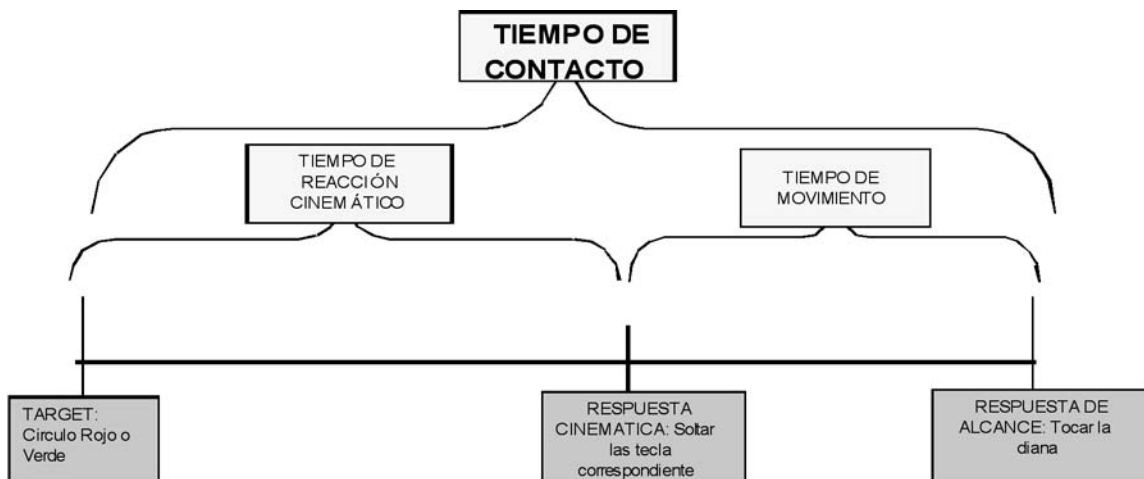 TIEMPO DE
CONTACTO
TIEMPO DE
REACCIÓN
CINEMÁTICO
TIEMPO DE
MOVIMIENTO
TARGET:
Circulo Rojo o
Verde
RESPUESTA
CINEMATICA: Soltar
las tecla
correspondiente
RESPUESTA DE
ALCANCE: Tocar la
diana